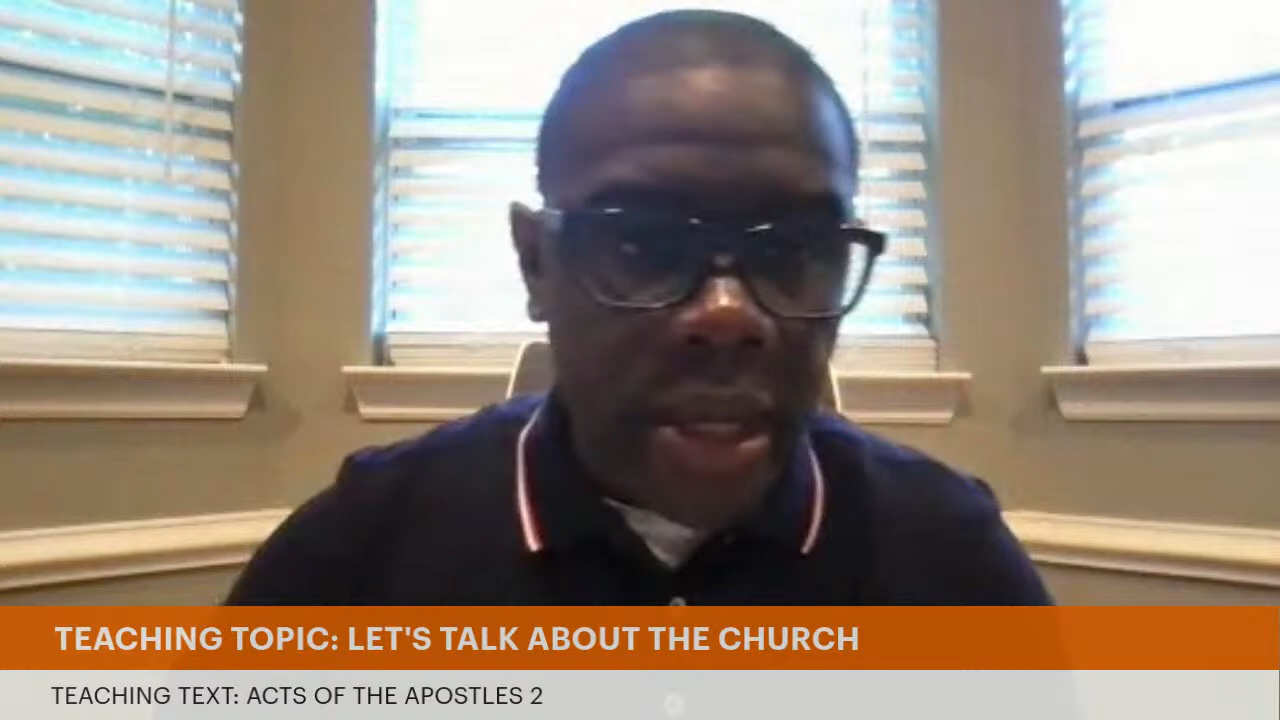 TEACHING TOPIC: LET'S TALK ABOUT THE CHURCH
TEACHING TEXT: ACTS OF THE APOSTLES 2